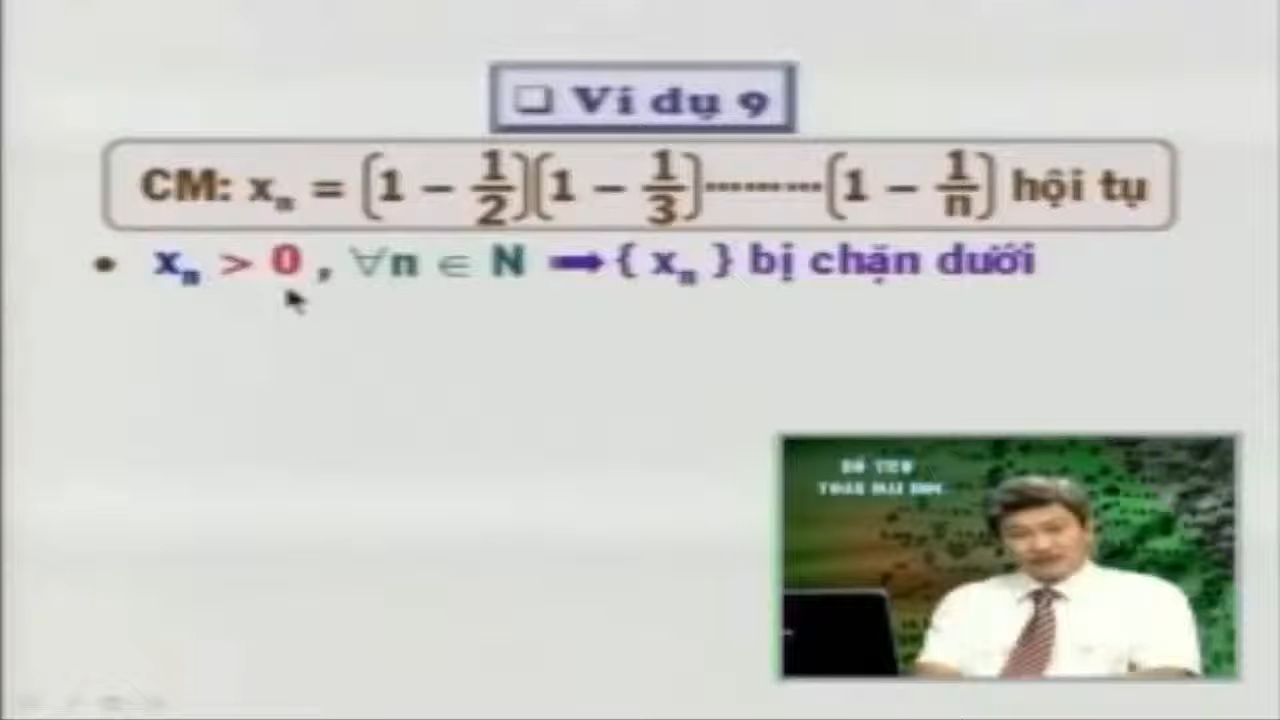 ❑ Ví dụ 9
CM: xₙ = (1 − 1/2)(1 − 1/3)………(1 − 1/n) hội tụ
• xₙ > 0 , ∀n ∈ N ➡ { xₙ } bị chặn dưới